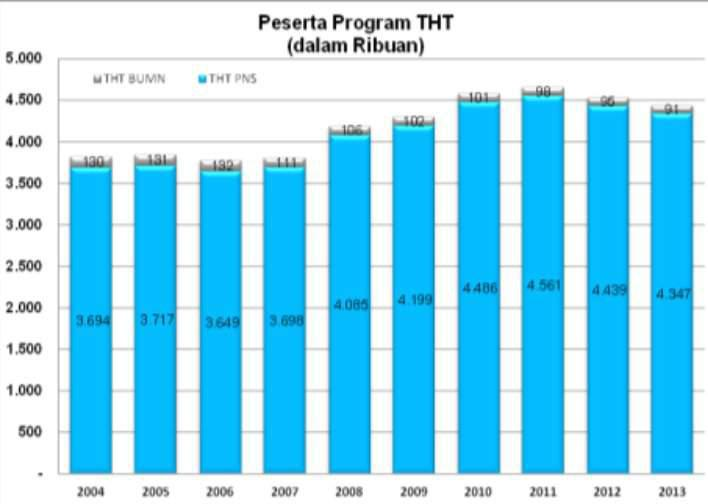 Peserta Program THT
(dalam Ribuan)
5.000
THT BUMN THT PNS
4.500
4.000
3.500
3.000
2.500
2.000
1.500
1.000
500
-
130 131 132 111 106 102 101 98 95 91
3.694 3.717 3.649 3.698 4.085 4.199 4.486 4.561 4.439 4.347
2004 2005 2006 2007 2008 2009 2010 2011 2012 2013